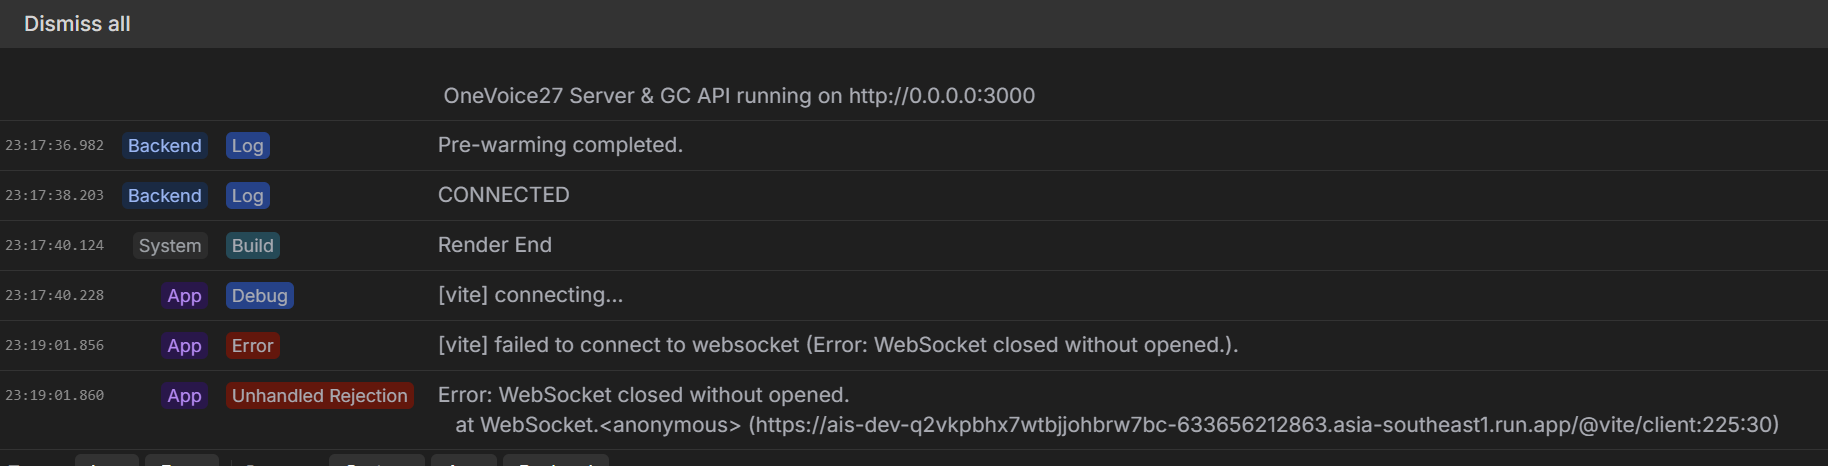 Dismiss all
OneVoice27 Server & GC API running on http://0.0.0.0:3000
23:17:36.982 Backend Log Pre-warming completed.
23:17:38.203 Backend Log CONNECTED
23:17:40.124 System Build Render End
23:17:40.228 App Debug [vite] connecting...
23:19:01.856 App Error [vite] failed to connect to websocket (Error: WebSocket closed without opened.).
23:19:01.860 App Unhandled Rejection Error: WebSocket closed without opened.
at WebSocket.<anonymous> (https://ais-dev-q2vkpbhx7wtbjjohbrw7bc-633656212863.asia-southeast1.run.app/@vite/client:225:30)